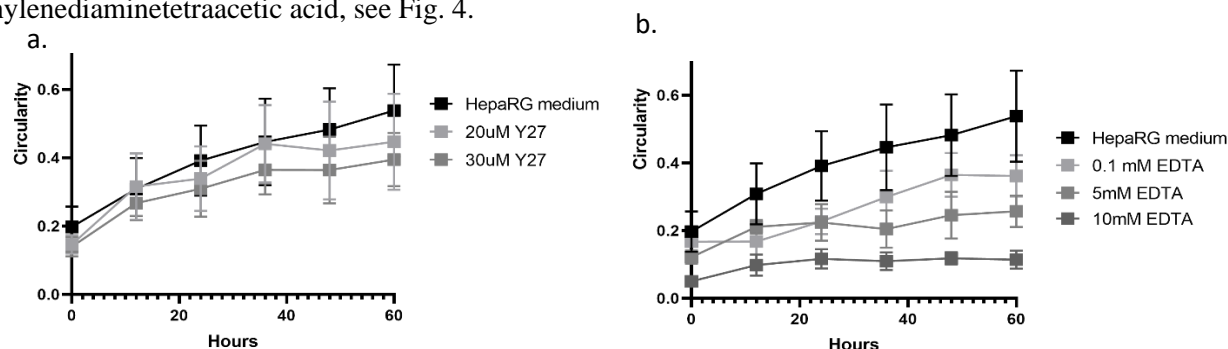 nylenediaminetetraacetic acid, see Fig. 4.
a.
0.6
0.4
0.2
0.0
Circularity
0 20 40 60
Hours
HepaRG medium
20uM Y27
30uM Y27
b.
0.6
0.4
0.2
0.0
Circularity
0 20 40 60
Hours
HepaRG medium
0.1 mM EDTA
5mM EDTA
10mM EDTA